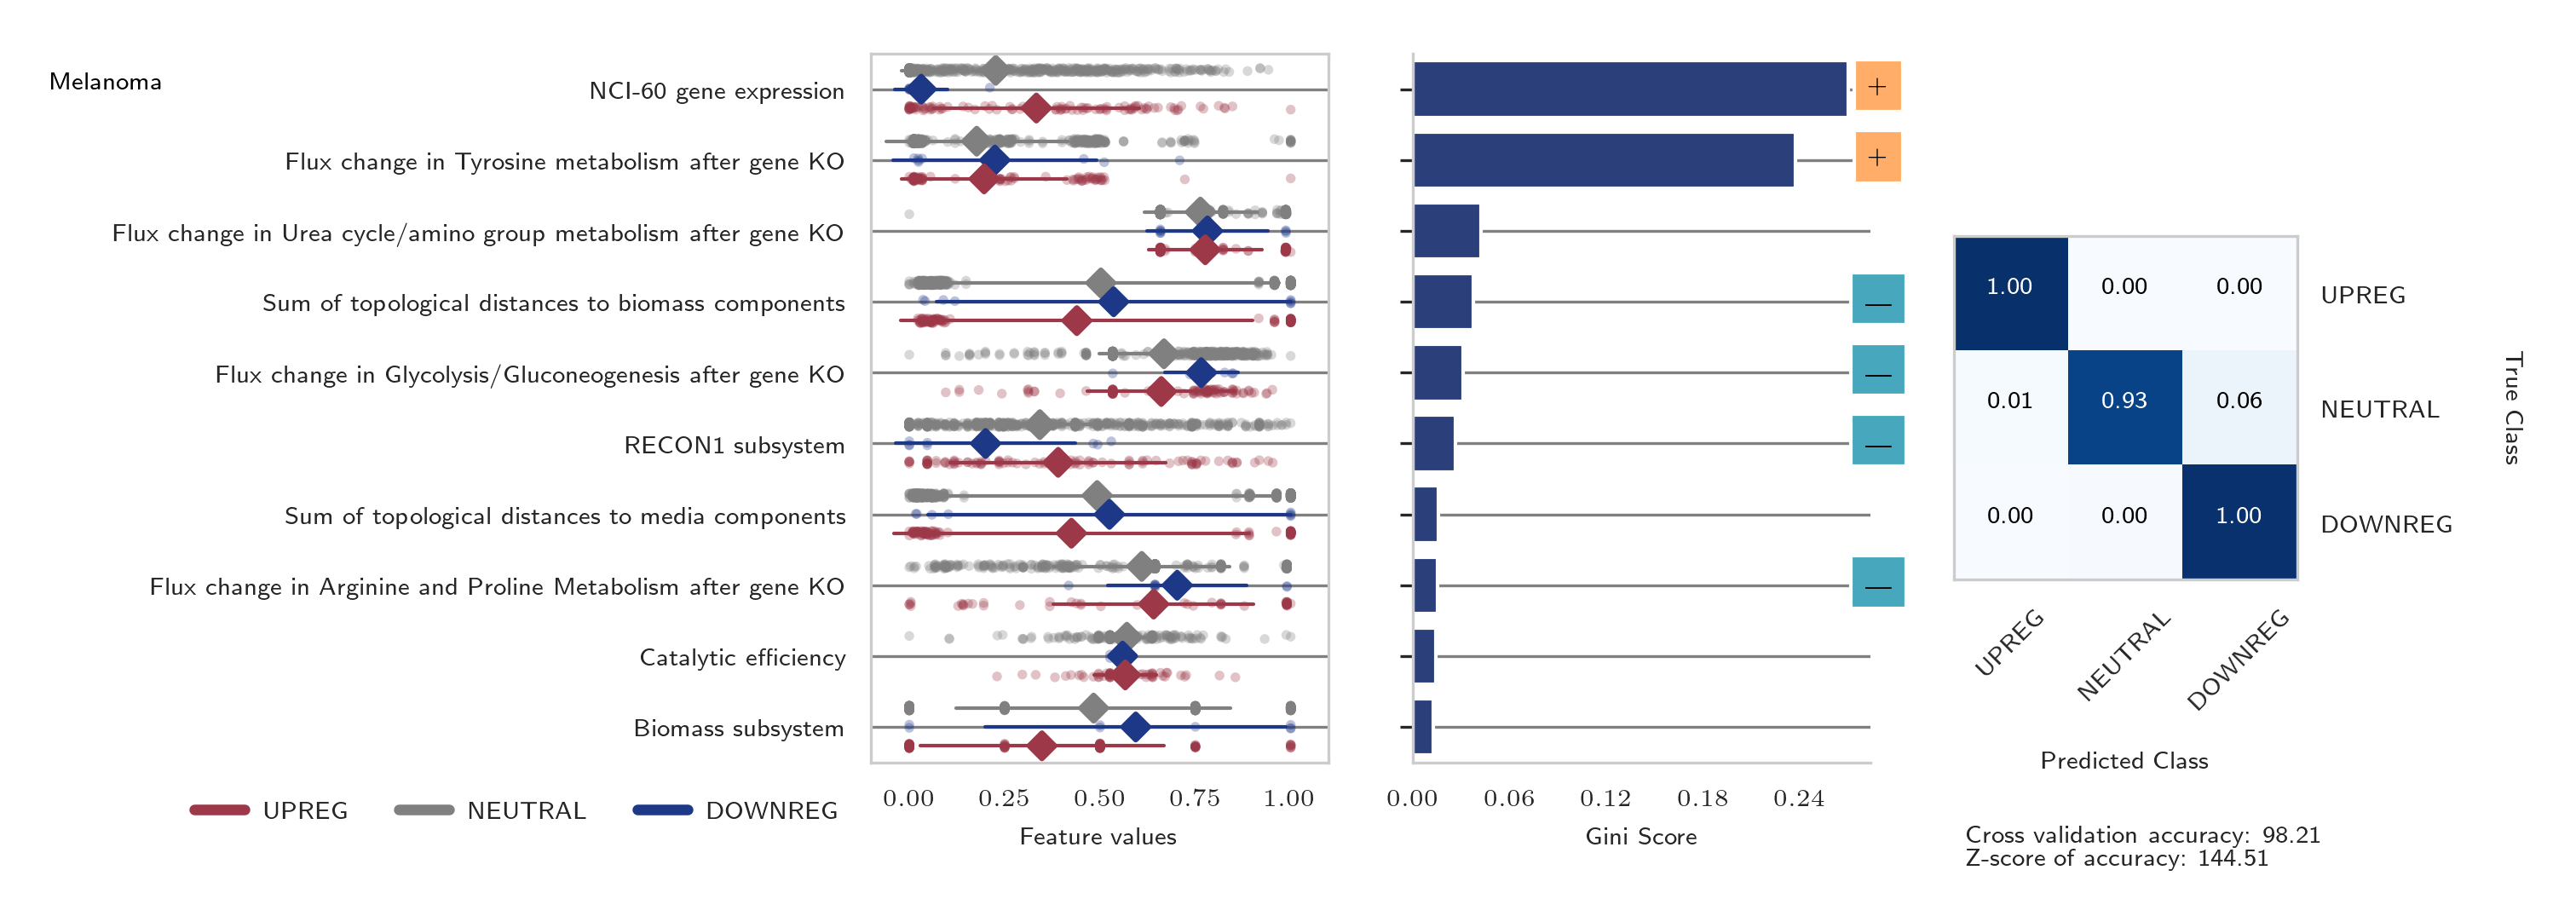 Melanoma
NCI-60 gene expression
Flux change in Tyrosine metabolism after gene KO
Flux change in Urea cycle/amino group metabolism after gene KO
Sum of topological distances to biomass components
Flux change in Glycolysis/Gluconeogenesis after gene KO
RECON1 subsystem
Sum of topological distances to media components
Flux change in Arginine and Proline Metabolism after gene KO
Catalytic efficiency
Biomass subsystem
UPREG NEUTRAL DOWNREG
0.00 0.25 0.50 0.75 1.00
Feature values
+
+
—
—
—
—
0.00 0.06 0.12 0.18 0.24
Gini Score
1.00 0.00 0.00 UPREG
0.01 0.93 0.06 NEUTRAL
0.00 0.00 1.00 DOWNREG
True Class
UPREG
NEUTRAL
DOWNREG
Predicted Class
Cross validation accuracy: 98.21
Z-score of accuracy: 144.51